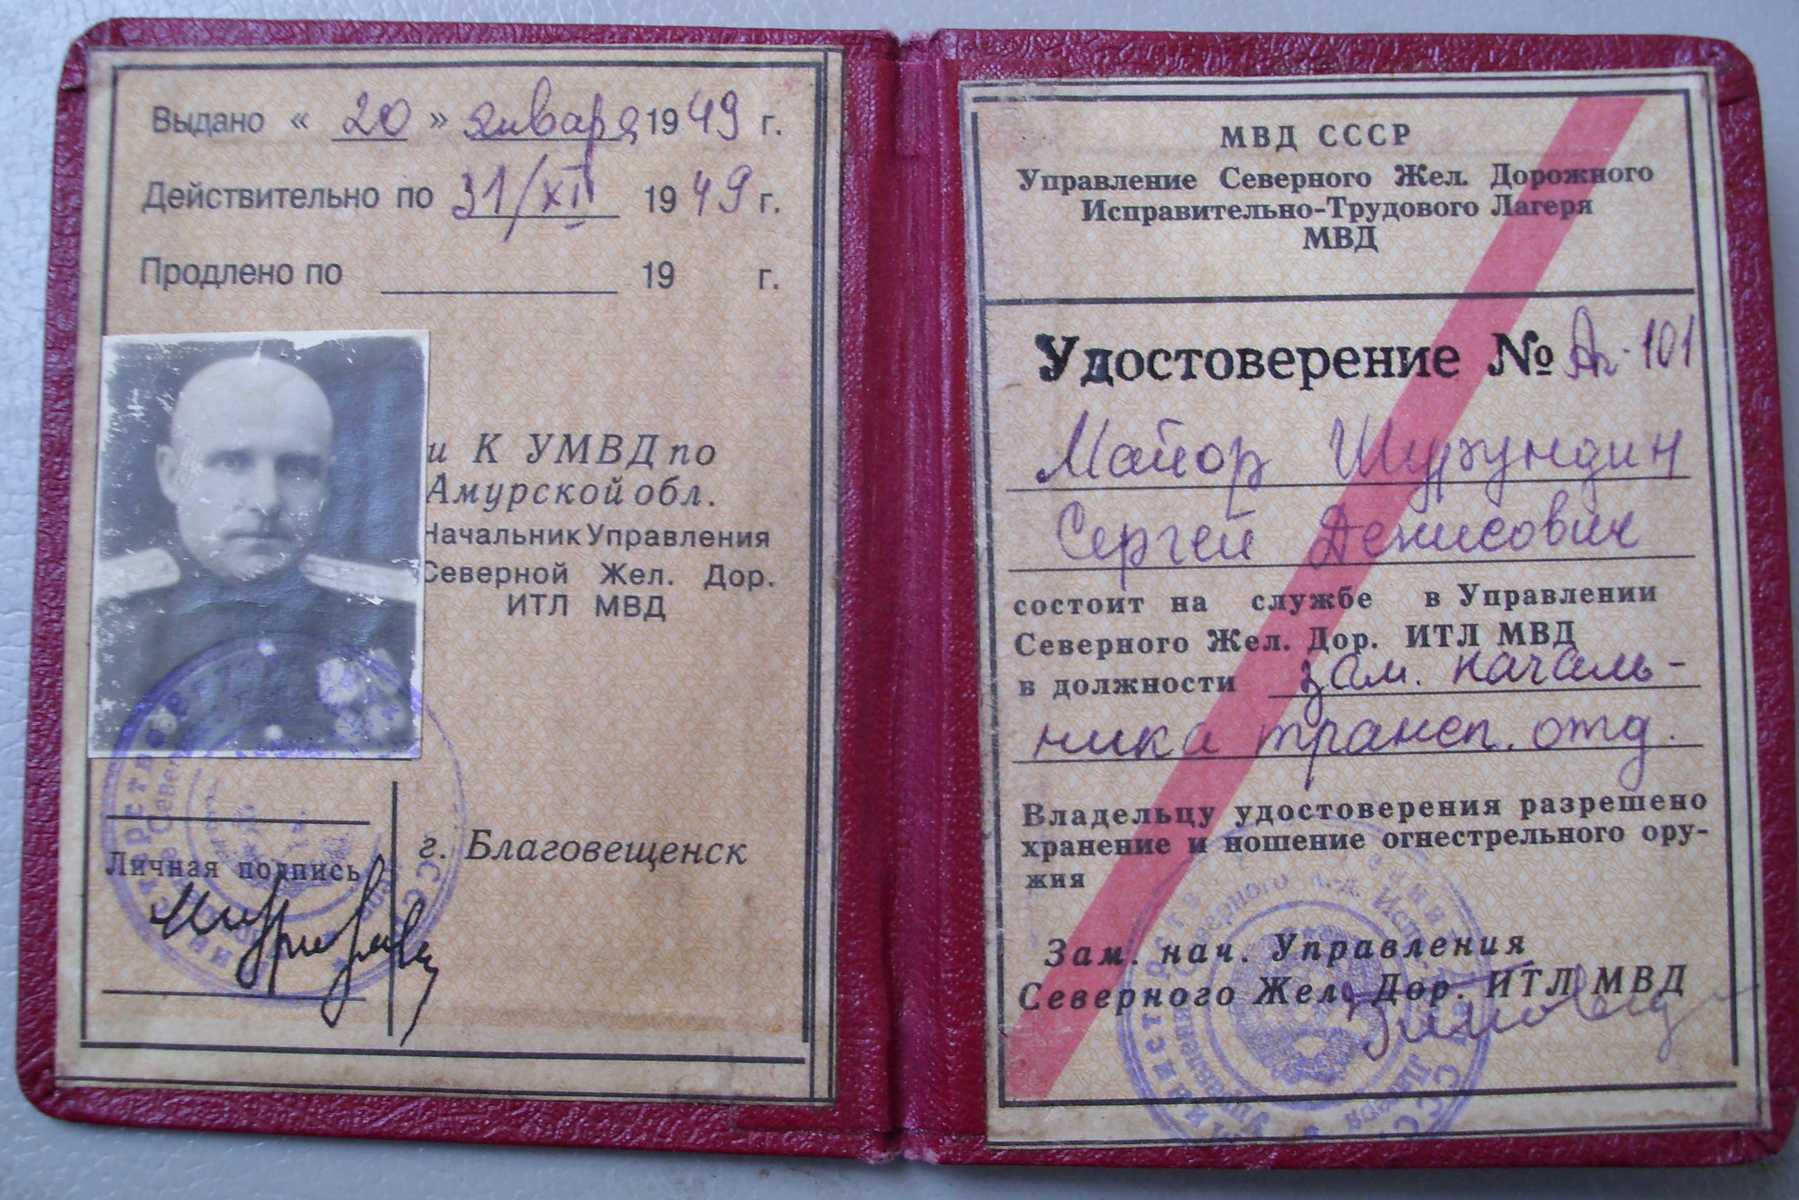 Выдано « 20 » января 1949 г.
Действительно по 31/XII 1949 г.
Продлено по 19 г.
и К УМВД по
Амурской обл.
Начальник Управления
Северной Жел. Дор.
ИТЛ МВД
Личная подпись
г. Благовещенск
МВД СССР
Управление Северного Жел. Дорожного
Исправительно-Трудового Лагеря
МВД
Удостоверение № 101
Майор Шурундин
Сергей Денисович
состоит на службе в Управлении
Северного Жел. Дор. ИТЛ МВД
в должности зам. началь-
ника трансп. отд.
Владельцу удостоверения разрешено
хранение и ношение огнестрельного ору-
жия
Зам. нач. Управления
Северного Жел. Дор. ИТЛ МВД